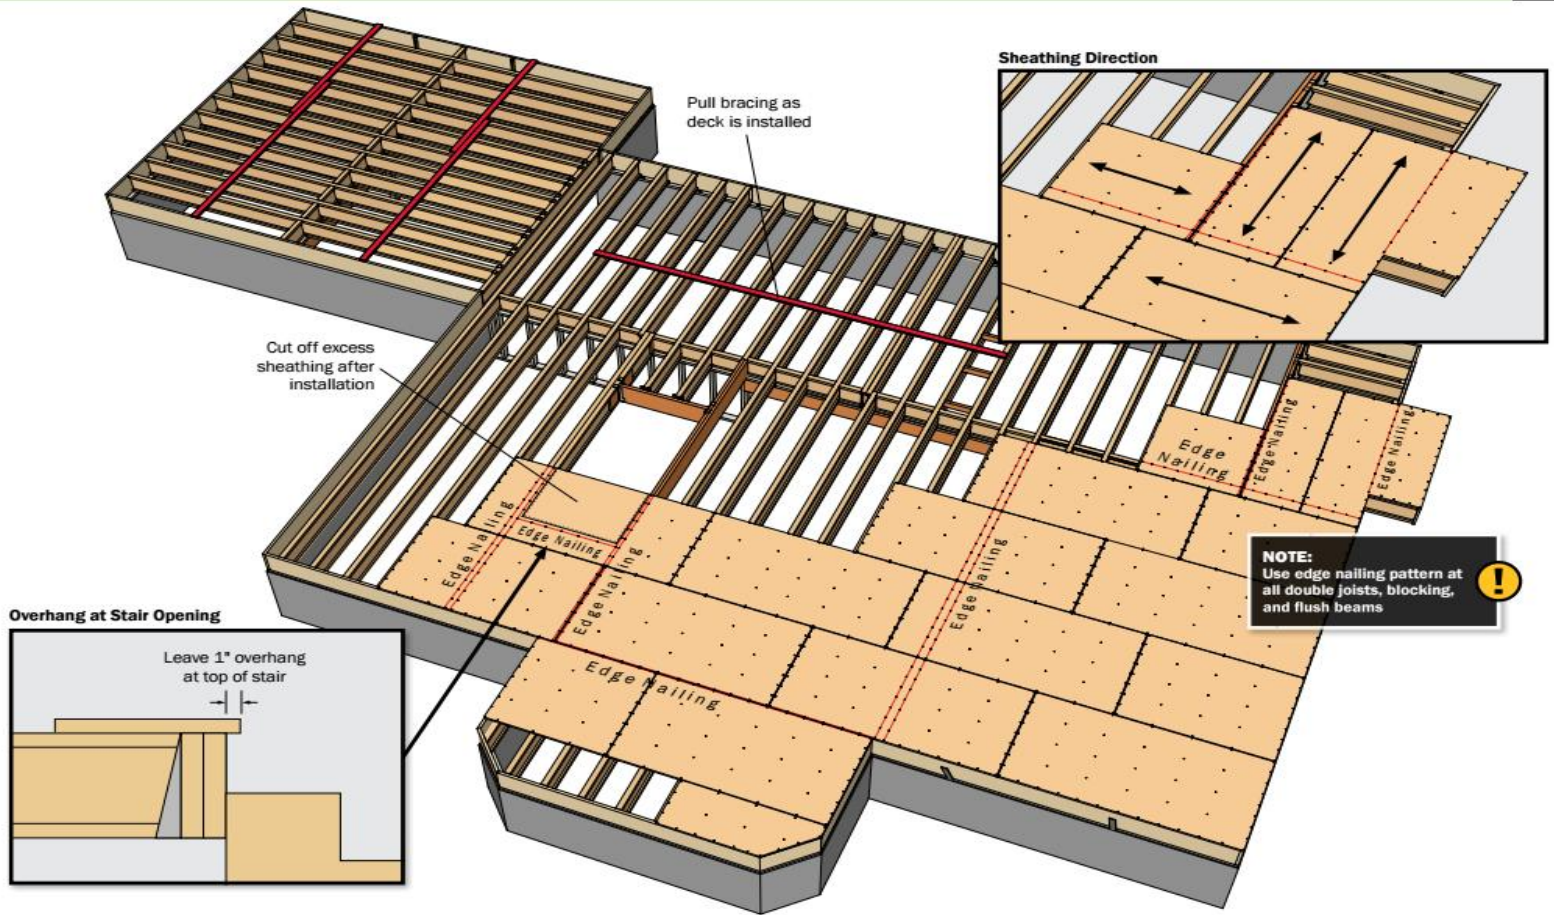 Sheathing Direction
Pull bracing as
deck is installed
Cut off excess
sheathing after
installation
Edge
Nailing
Edge Nailing
Edge Nailing
Edge Nailing
Edge Nailing
Edge Nailing
Edge Nailing
Edge Nailing
NOTE:
Use edge nailing pattern at
all double joists, blocking,
and flush beams
!
Overhang at Stair Opening
Leave 1" overhang
at top of stair